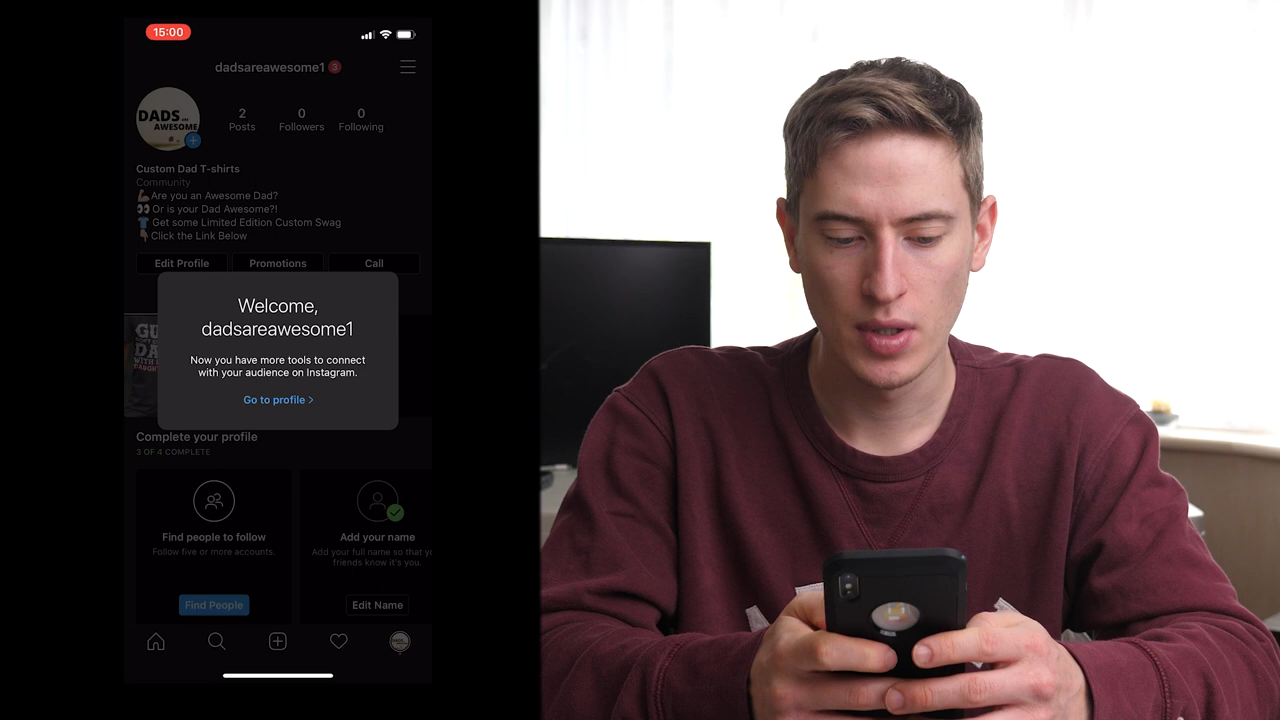 15:00
dadsareawesome1 3
DADS ARE
AWESOME
2
Posts
0
Followers
0
Following
Custom Dad T-shirts
Community
💪Are you an Awesome Dad?
👀Or is your Dad Awesome?!
👕 Get some Limited Edition Custom Swag
👇Click the Link Below
Edit Profile
Promotions
Call
Welcome,
dadsareawesome1
Now you have more tools to connect
with your audience on Instagram.
Go to profile >
Complete your profile
3 OF 4 COMPLETE
Find people to follow
Follow five or more accounts.
Find People
Add your name
Add your full name so that yo
friends know it's you.
Edit Name